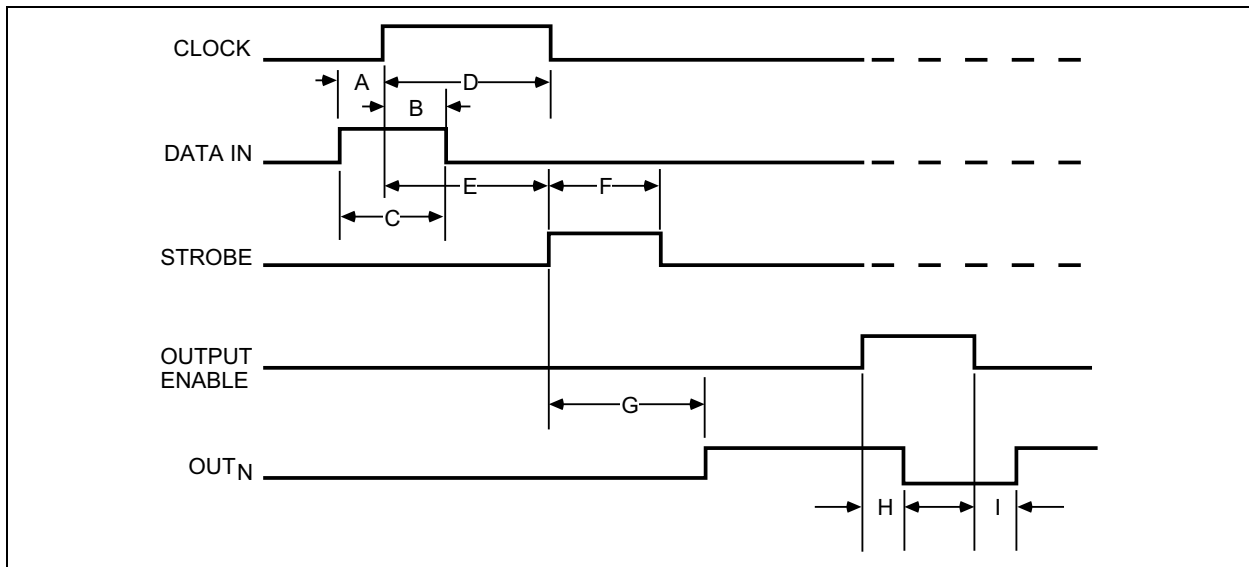 CLOCK
A
D
B
DATA IN
E
F
C
STROBE
OUTPUT
ENABLE
G
OUTN
H
I